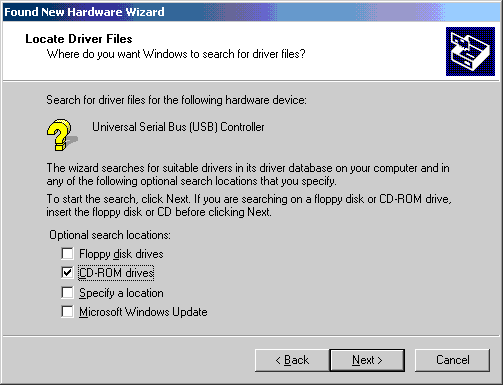 Found New Hardware Wizard
Locate Driver Files
Where do you want Windows to search for driver files?
Search for driver files for the following hardware device:
Universal Serial Bus (USB) Controller
The wizard searches for suitable drivers in its driver database on your computer and in
any of the following optional search locations that you specify.
To start the search, click Next. If you are searching on a floppy disk or CD-ROM drive,
insert the floppy disk or CD before clicking Next.
Optional search locations:
Floppy disk drives
CD-ROM drives
Specify a location
Microsoft Windows Update
< Back
Next >
Cancel